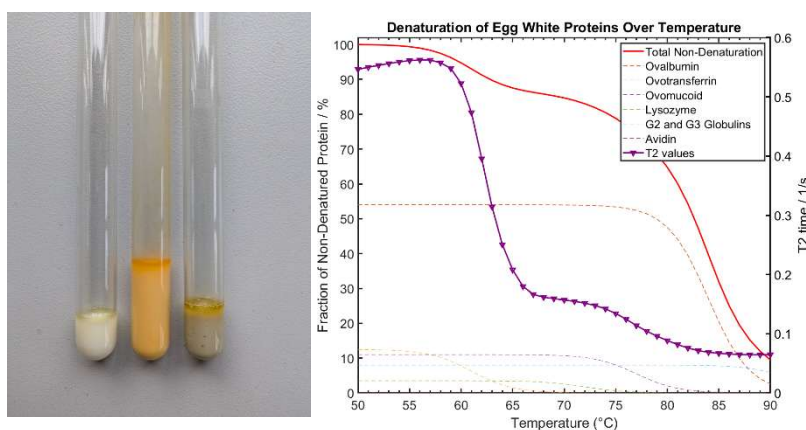 Denaturation of Egg White Proteins Over Temperature
Fraction of Non-Denatured Protein / %
100
90
80
70
60
50
40
30
20
10
0
50
55
60
65
70
75
80
85
90
Temperature (°C)
Total Non-Denaturation
Ovalbumin
Ovotransferrin
Ovomucoid
Lysozyme
G2 and G3 Globulins
Avidin
T2 values
0.6
0.5
0.4
0.3
0.2
0.1
0
T2 time / 1/s